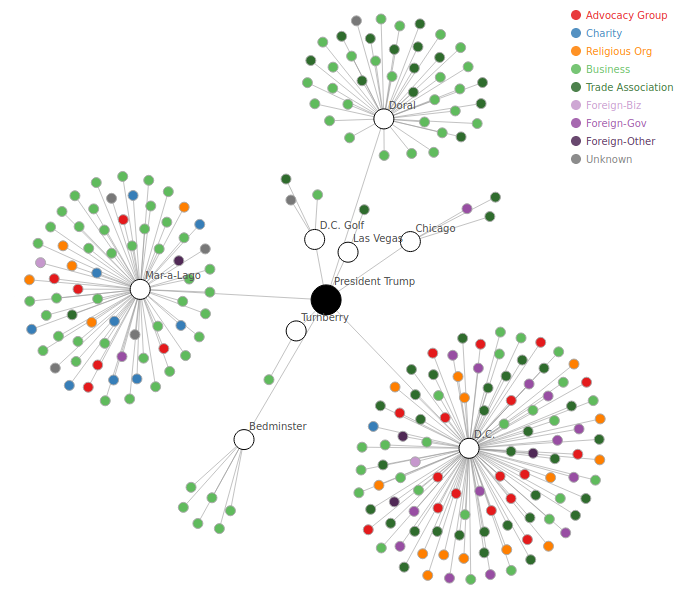 Advocacy Group
Charity
Religious Org
Business
Trade Association
Foreign-Biz
Foreign-Gov
Foreign-Other
Unknown
Doral
D.C. Golf
Las Vegas
Chicago
Mar-a-Lago
President Trump
Turnberry
Bedminster
D.C.